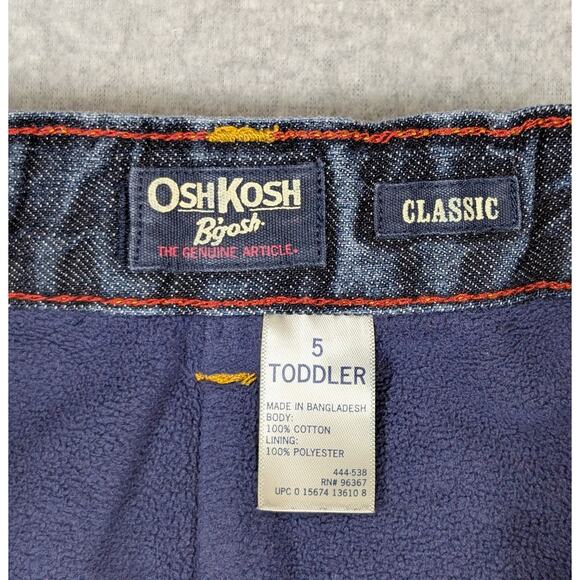 OSHKOSH
B'gosh.
THE GENUINE ARTICLE.
CLASSIC
5
TODDLER
MADE IN BANGLADESH
BODY:
100% COTTON
LINING:
100% POLYESTER
444-538
RN# 96367
UPC 0 15674 13610 8